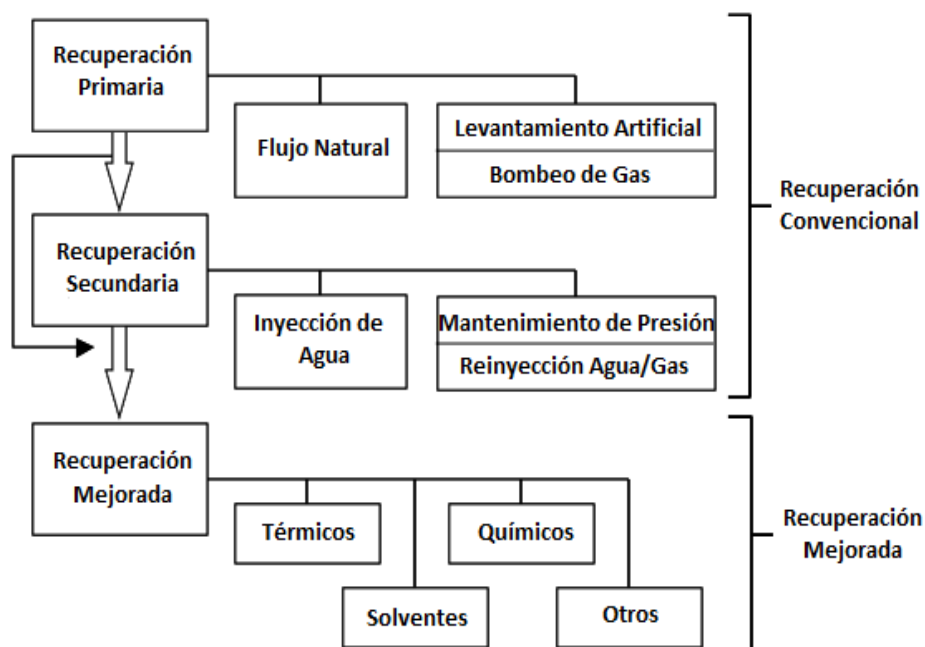 Recuperación
Primaria
Flujo Natural
Levantamiento Artificial
Bombeo de Gas
Recuperación
Convencional
Recuperación
Secundaria
Inyección de
Agua
Mantenimiento de Presión
Reinyección Agua/Gas
Recuperación
Mejorada
Térmicos
Químicos
Solventes
Otros
Recuperación
Mejorada